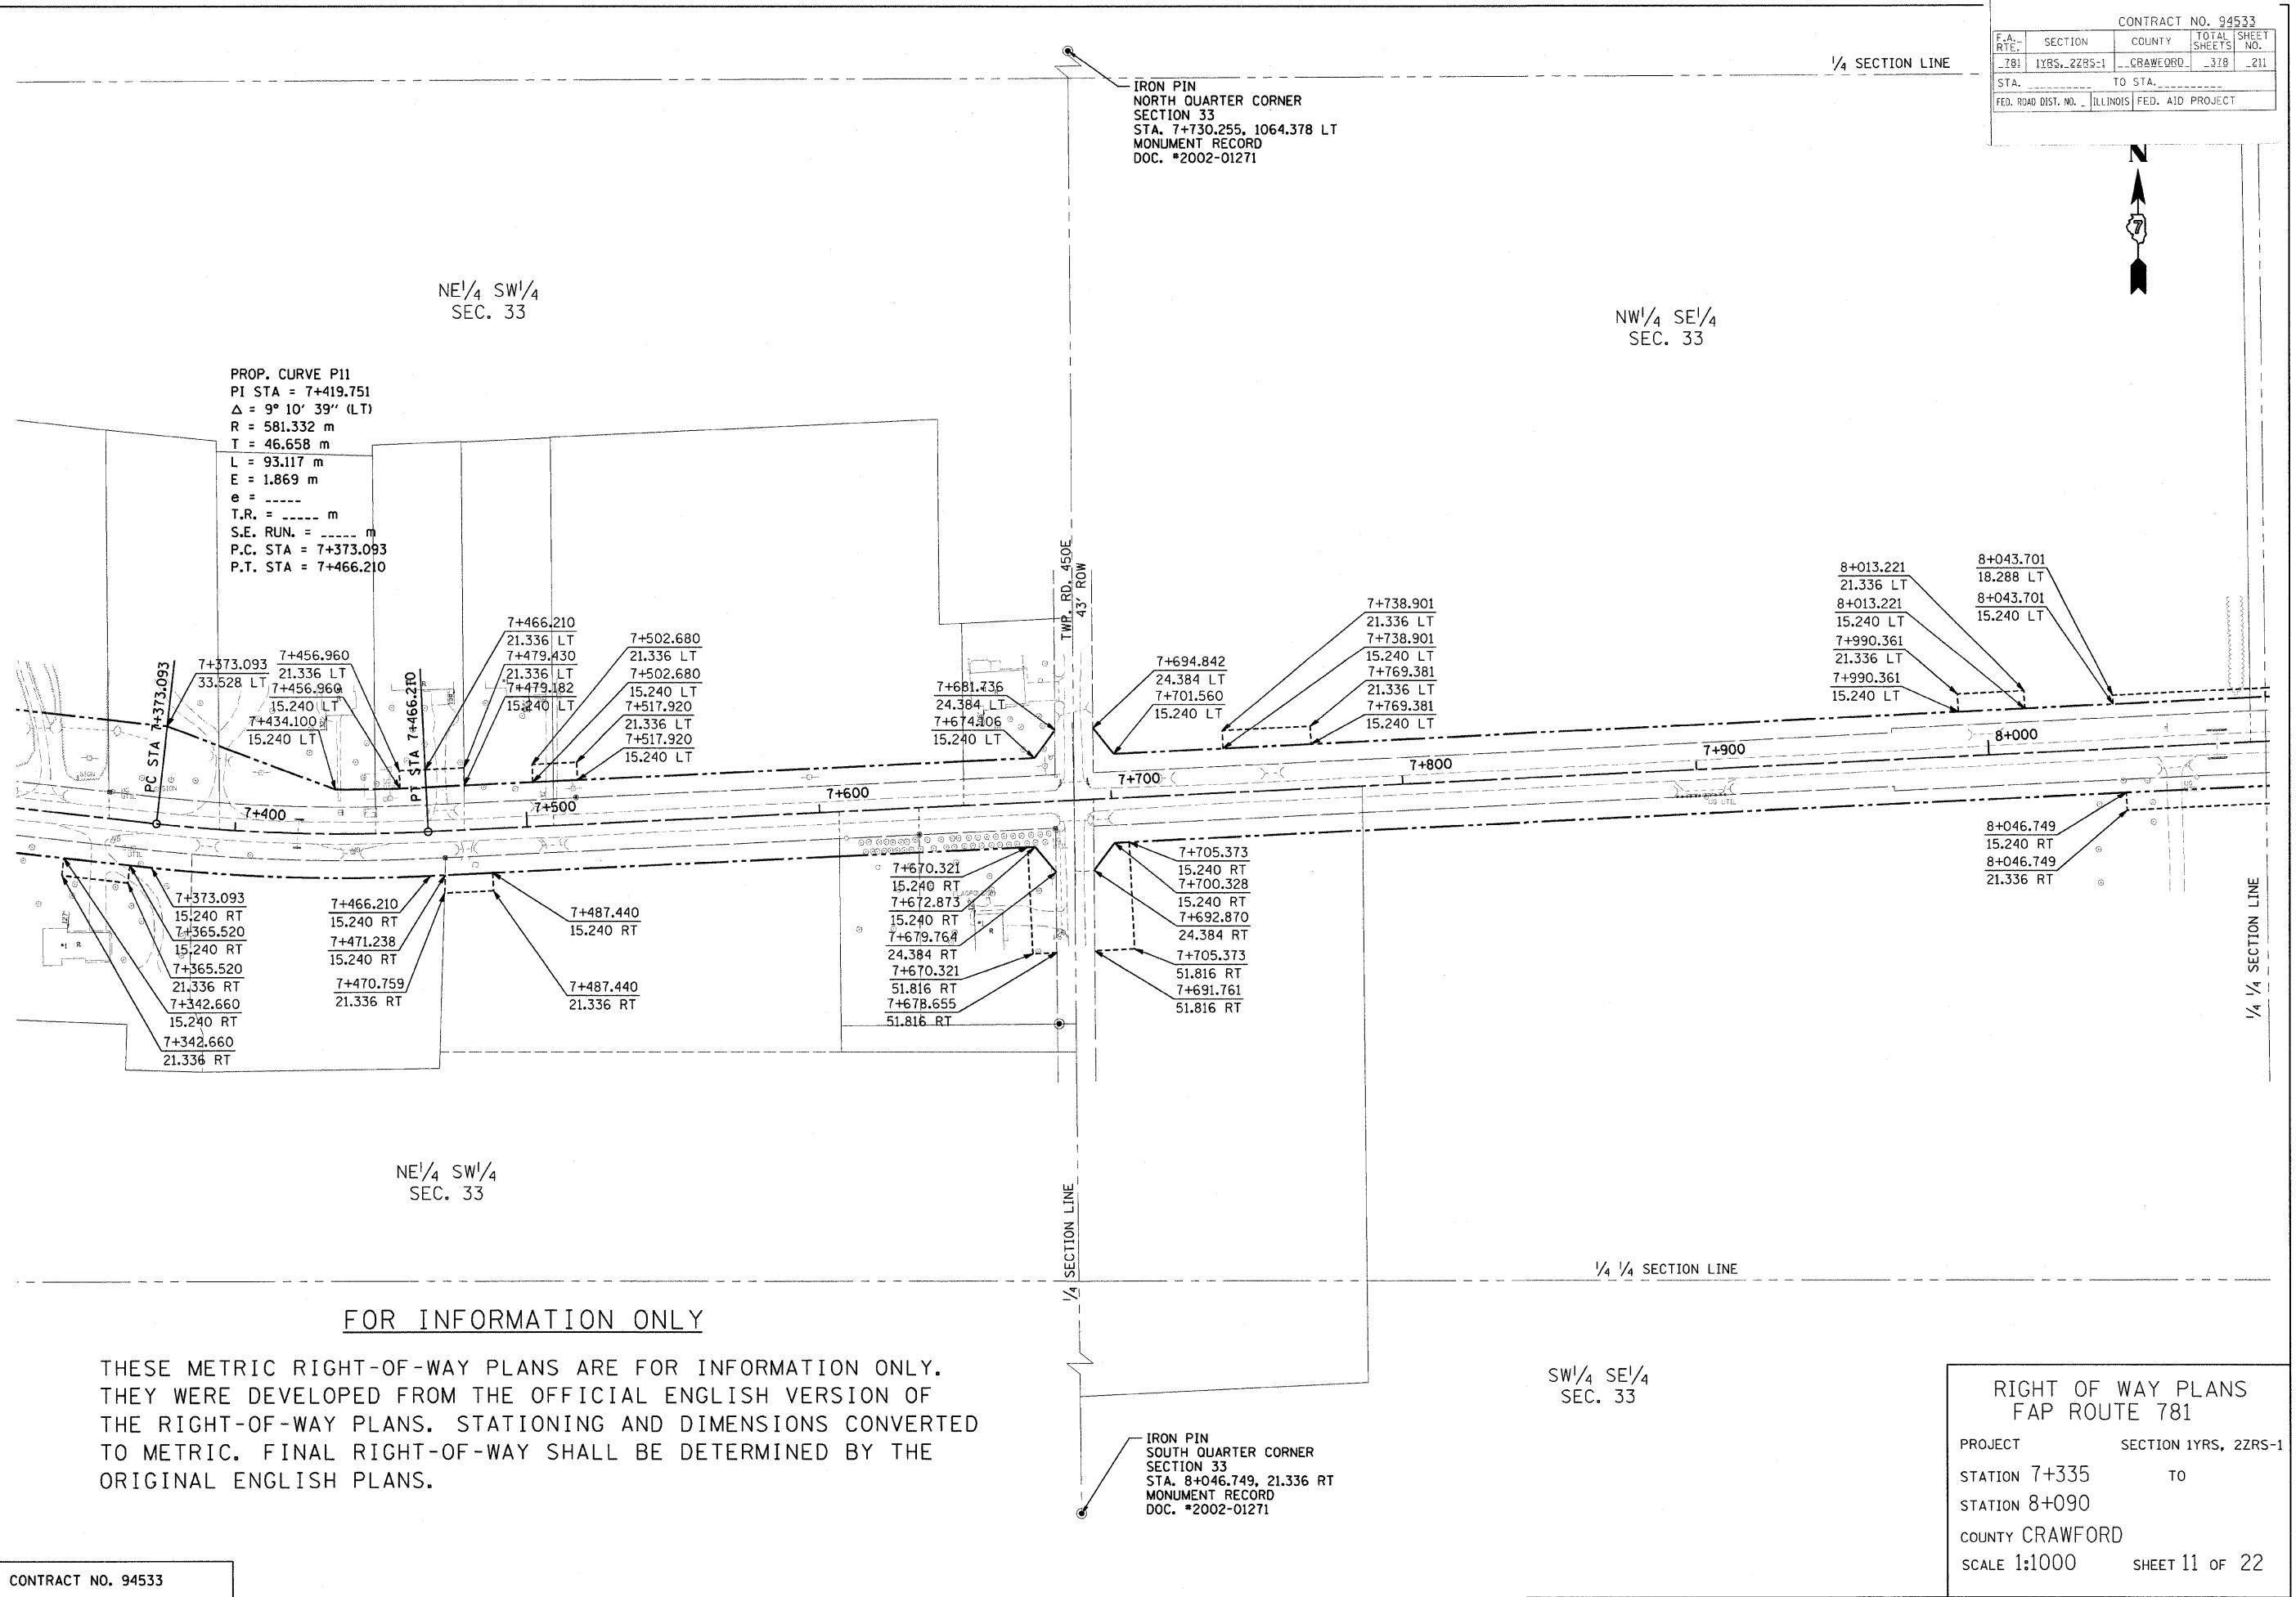 CONTRACT NO. 94533
F.A. RTE. SECTION COUNTY TOTAL SHEETS SHEET NO.
781 1YRS, 2ZRS-1 CRAWFORD 378 211
STA. TO STA.
FED. ROAD DIST. NO. ILLINOIS FED. AID PROJECT
1/4 SECTION LINE
N
7
IRON PIN
NORTH QUARTER CORNER
SECTION 33
STA. 7+730.255, 1064.378 LT
MONUMENT RECORD
DOC. #2002-01271
NE1/4 SW1/4
SEC. 33
NW1/4 SE1/4
SEC. 33
PROP. CURVE P11
PI STA = 7+419.751
Δ = 9° 10' 39" (LT)
R = 581.332 m
T = 46.658 m
L = 93.117 m
E = 1.869 m
e = _____
T.R. = _____ m
S.E. RUN. = _____ m
P.C. STA = 7+373.093
P.T. STA = 7+466.210
TWP. RD. 450E
43' ROW
PC STA 7+373.093
7+373.093
33.528 LT
7+456.960
21.336 LT
7+456.960
15.240 LT
7+434.100
15.240 LT
PT STA 7+466.210
7+466.210
21.336 LT
7+479.430
21.336 LT
7+479.182
15.240 LT
7+502.680
21.336 LT
7+502.680
15.240 LT
7+517.920
21.336 LT
7+517.920
15.240 LT
7+681.736
24.384 LT
7+674.106
15.240 LT
7+694.842
24.384 LT
7+701.560
15.240 LT
7+738.901
21.336 LT
7+738.901
15.240 LT
7+769.381
21.336 LT
7+769.381
15.240 LT
8+013.221
21.336 LT
8+013.221
15.240 LT
7+990.361
21.336 LT
7+990.361
15.240 LT
8+043.701
18.288 LT
8+043.701
15.240 LT
7+400
7+500
7+600
7+700
7+800
7+900
8+000
SIGN
UG UTIL
7+373.093
15.240 RT
7+365.520
15.240 RT
7+365.520
21.336 RT
7+342.660
15.240 RT
7+342.660
21.336 RT
7+466.210
15.240 RT
7+471.238
15.240 RT
7+470.759
21.336 RT
7+487.440
15.240 RT
7+487.440
21.336 RT
7+670.321
15.240 RT
7+672.873
15.240 RT
7+679.764
24.384 RT
7+670.321
51.816 RT
7+678.655
51.816 RT
7+705.373
15.240 RT
7+700.328
15.240 RT
7+692.870
24.384 RT
7+705.373
51.816 RT
7+691.761
51.816 RT
8+046.749
15.240 RT
8+046.749
21.336 RT
1/4 1/4 SECTION LINE
NE1/4 SW1/4
SEC. 33
1/4 SECTION LINE
1/4 1/4 SECTION LINE
FOR INFORMATION ONLY
THESE METRIC RIGHT-OF-WAY PLANS ARE FOR INFORMATION ONLY.
THEY WERE DEVELOPED FROM THE OFFICIAL ENGLISH VERSION OF
THE RIGHT-OF-WAY PLANS. STATIONING AND DIMENSIONS CONVERTED
TO METRIC. FINAL RIGHT-OF-WAY SHALL BE DETERMINED BY THE
ORIGINAL ENGLISH PLANS.
SW1/4 SE1/4
SEC. 33
IRON PIN
SOUTH QUARTER CORNER
SECTION 33
STA. 8+046.749, 21.336 RT
MONUMENT RECORD
DOC. #2002-01271
RIGHT OF WAY PLANS
FAP ROUTE 781
PROJECT SECTION 1YRS, 2ZRS-1
STATION 7+335 TO
STATION 8+090
COUNTY CRAWFORD
SCALE 1:1000 SHEET 11 OF 22
CONTRACT NO. 94533